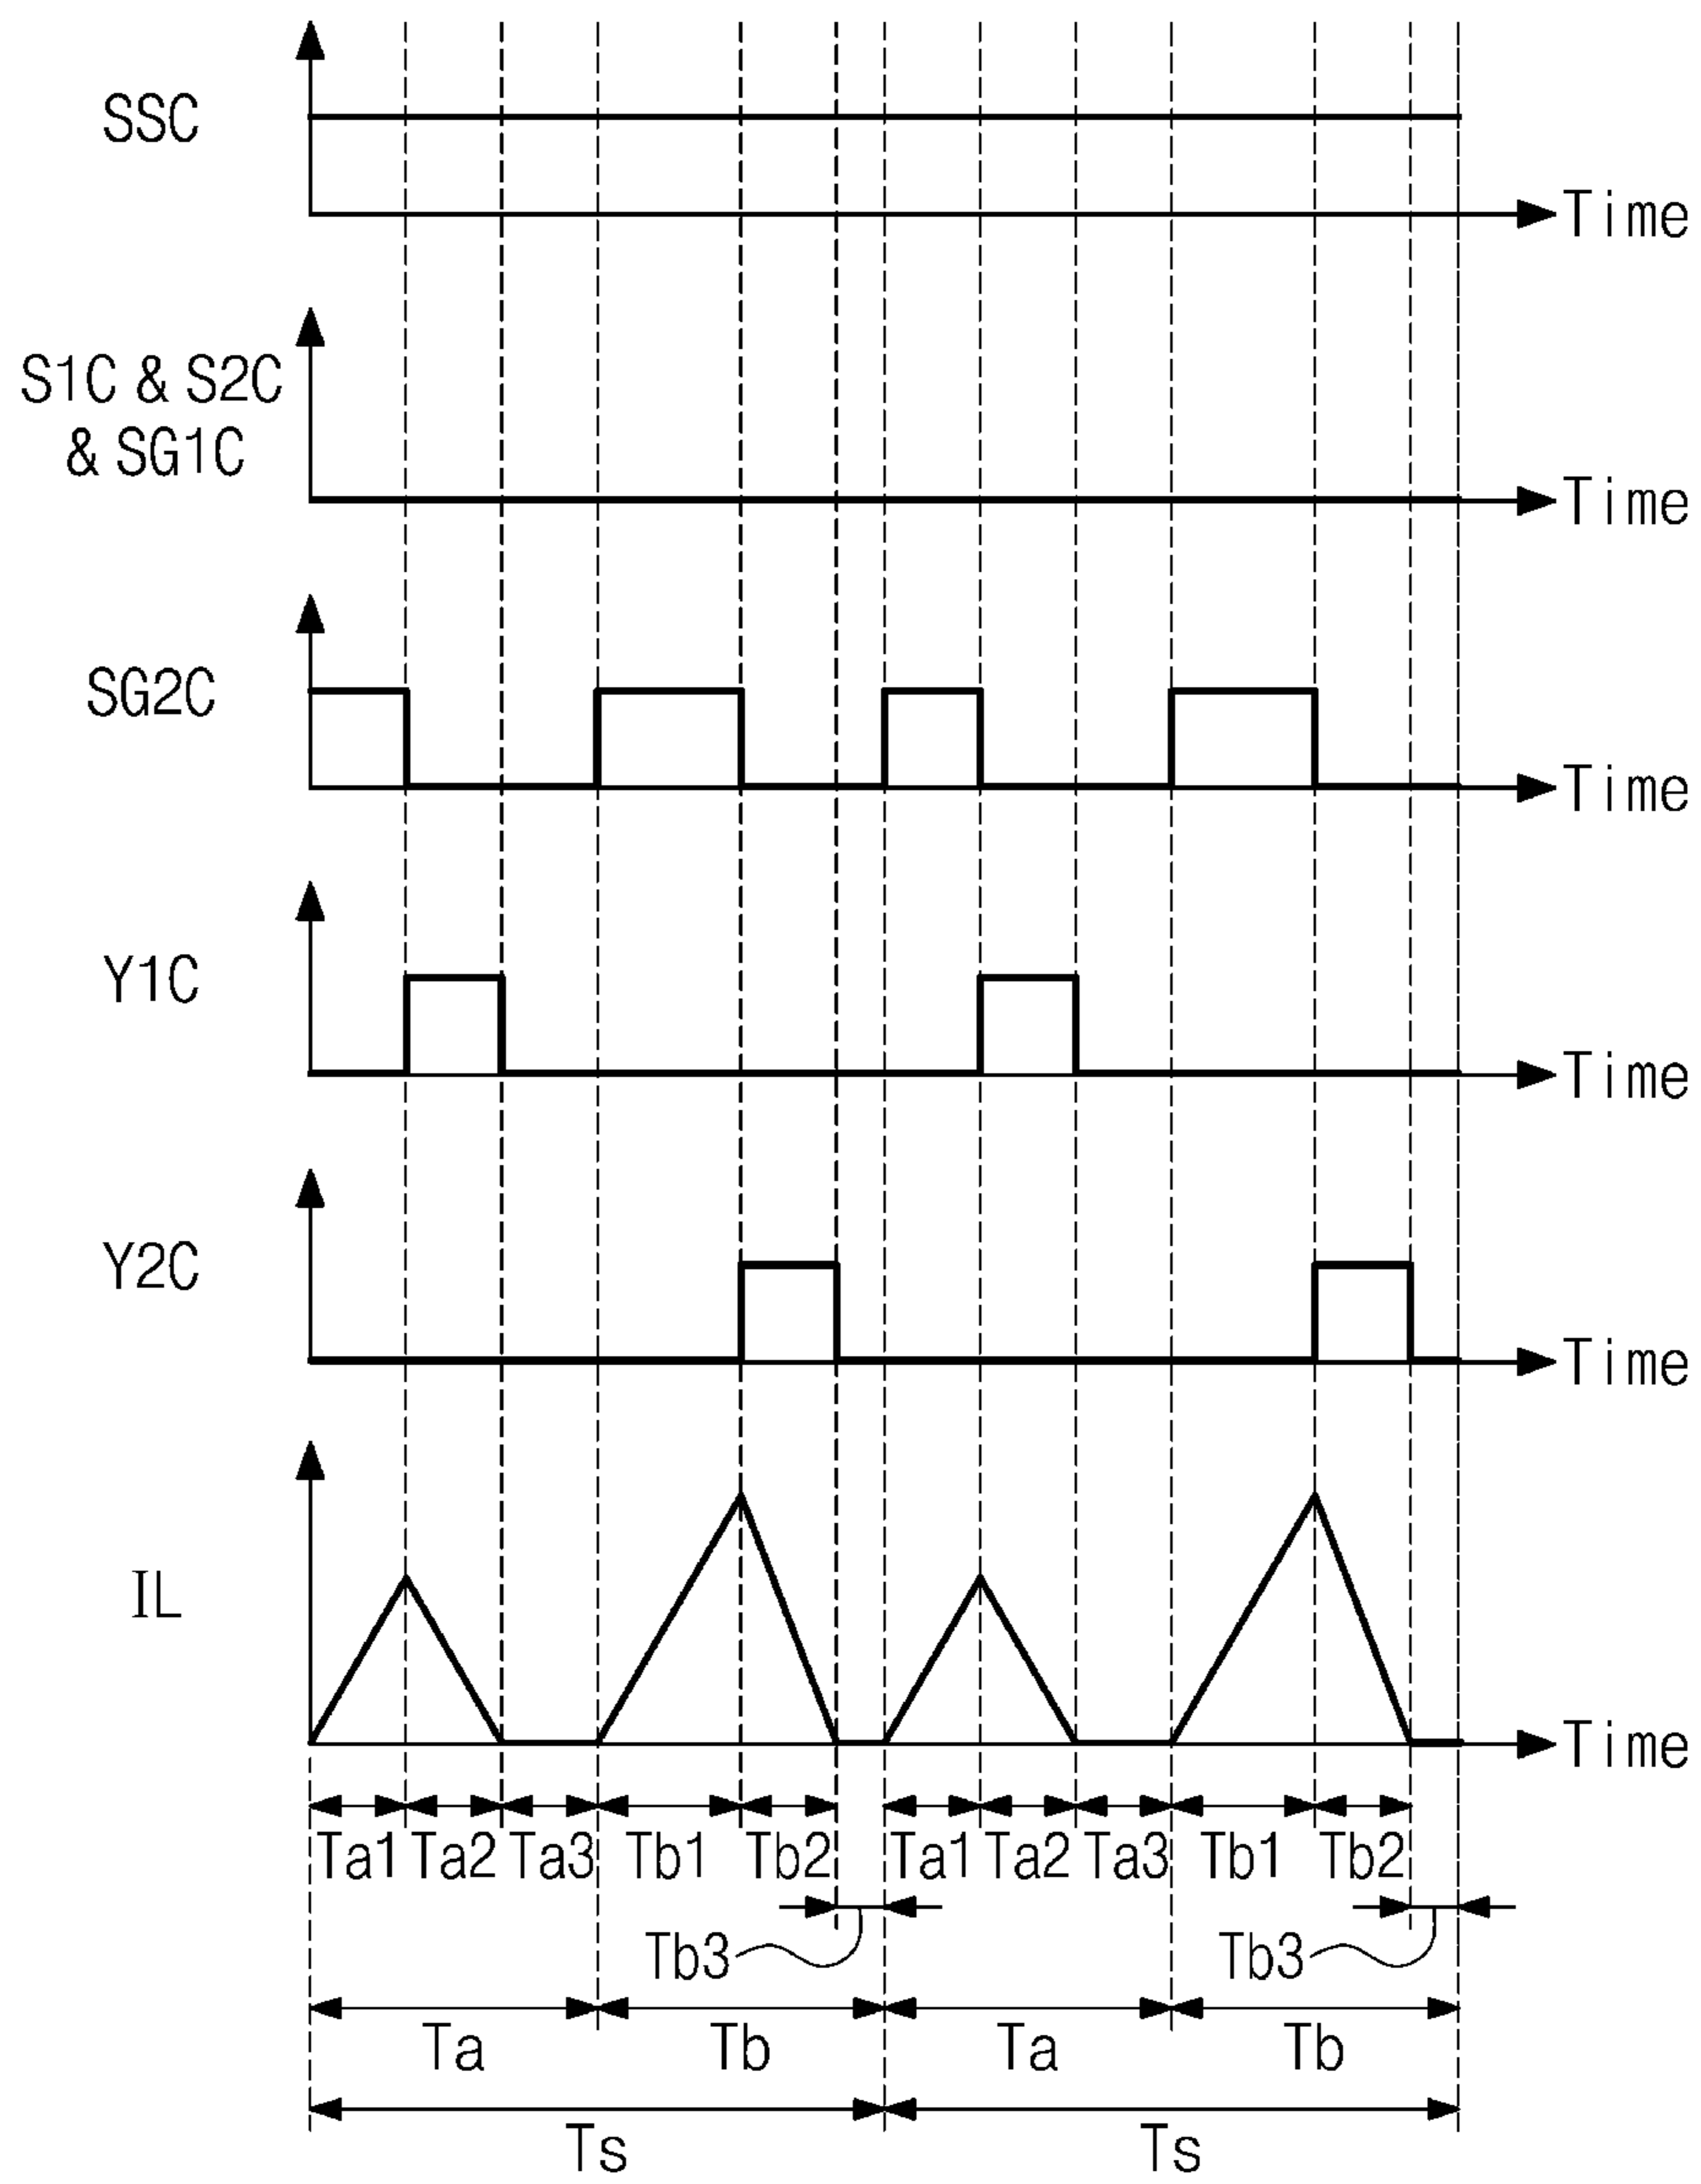 SSC
Time
S1C & S2C
& SG1C
Time
SG2C
Time
Y1C
Time
Y2C
Time
IL
Time
Ta1 Ta2 Ta3 Tb1 Tb2 Ta1 Ta2 Ta3 Tb1 Tb2
Tb3 Tb3
Ta Tb Ta Tb
Ts Ts